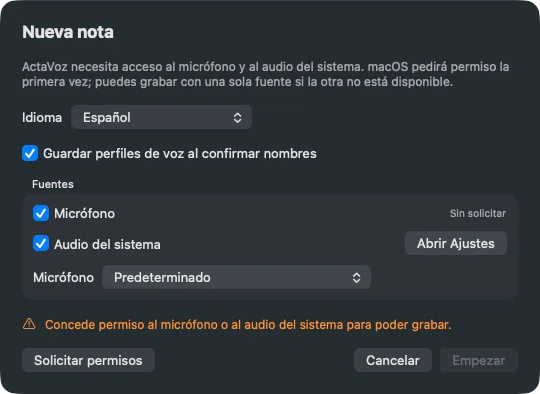 Nueva nota
ActaVoz necesita acceso al micrófono y al audio del sistema. macOS pedirá permiso la
primera vez; puedes grabar con una sola fuente si la otra no está disponible.
Idioma Español
Guardar perfiles de voz al confirmar nombres
Fuentes
Micrófono Sin solicitar
Audio del sistema Abrir Ajustes
Micrófono Predeterminado
Concede permiso al micrófono o al audio del sistema para poder grabar.
Solicitar permisos Cancelar Empezar